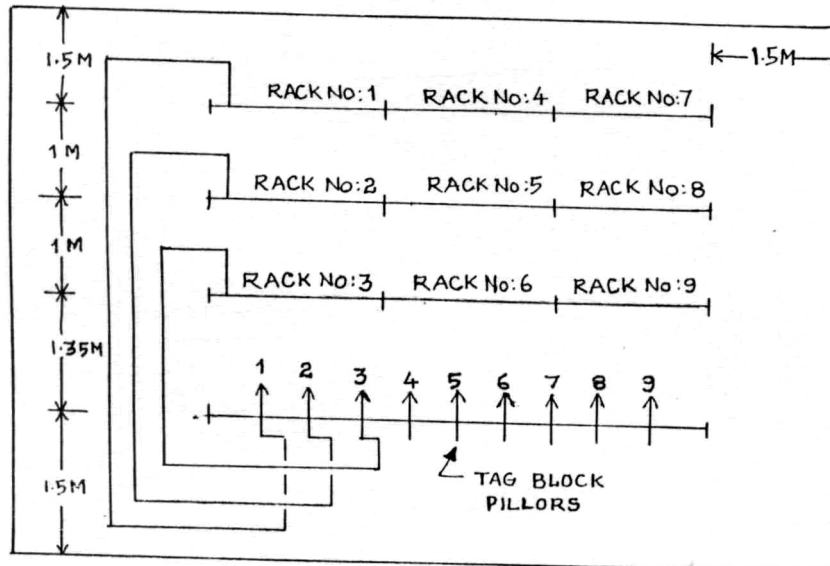 1.5M
1.5M
RACK No:1 RACK No:4 RACK No:7
1 M
RACK No:2 RACK No:5 RACK No:8
1 M
RACK No:3 RACK No:6 RACK No:9
1.35M
1 2 3 4 5 6 7 8 9
1.5M
TAG BLOCK
PILLORS